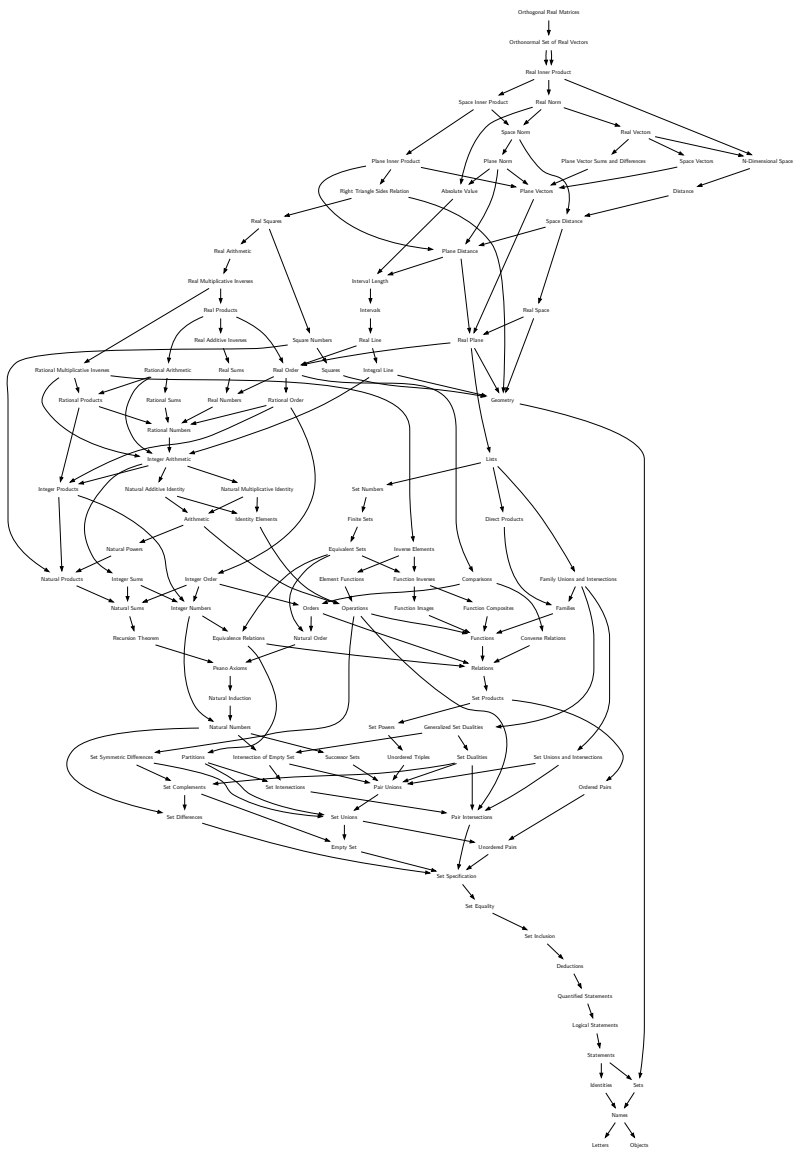 Orthogonal Real Matrices
Orthonormal Set of Real Vectors
Real Inner Product
Space Inner Product
Real Norm
Space Norm
Real Vectors
Plane Inner Product
Plane Norm
Plane Vector Sums and Differences
Space Vectors
N-Dimensional Space
Right Triangle Sides Relation
Absolute Value
Plane Vectors
Distance
Real Squares
Space Distance
Real Arithmetic
Plane Distance
Real Multiplicative Inverses
Interval Length
Real Products
Intervals
Real Space
Real Additive Inverses
Square Numbers
Real Line
Real Plane
Rational Multiplicative Inverses
Rational Arithmetic
Real Sums
Real Order
Squares
Integral Line
Rational Products
Rational Sums
Real Numbers
Rational Order
Geometry
Rational Numbers
Integer Arithmetic
Lists
Integer Products
Natural Additive Identity
Natural Multiplicative Identity
Set Numbers
Arithmetic
Identity Elements
Finite Sets
Direct Products
Natural Powers
Equivalent Sets
Inverse Elements
Natural Products
Integer Sums
Integer Order
Element Functions
Function Inverses
Comparisons
Family Unions and Intersections
Natural Sums
Integer Numbers
Orders
Operations
Function Images
Function Composites
Families
Recursion Theorem
Equivalence Relations
Natural Order
Functions
Converse Relations
Peano Axioms
Relations
Natural Induction
Set Products
Natural Numbers
Set Powers
Generalized Set Dualities
Set Symmetric Differences
Partitions
Intersection of Empty Set
Successor Sets
Unordered Triples
Set Dualities
Set Unions and Intersections
Set Complements
Set Intersections
Pair Unions
Ordered Pairs
Set Differences
Set Unions
Pair Intersections
Empty Set
Unordered Pairs
Set Specification
Set Equality
Set Inclusion
Deductions
Quantified Statements
Logical Statements
Statements
Identities
Sets
Names
Letters
Objects